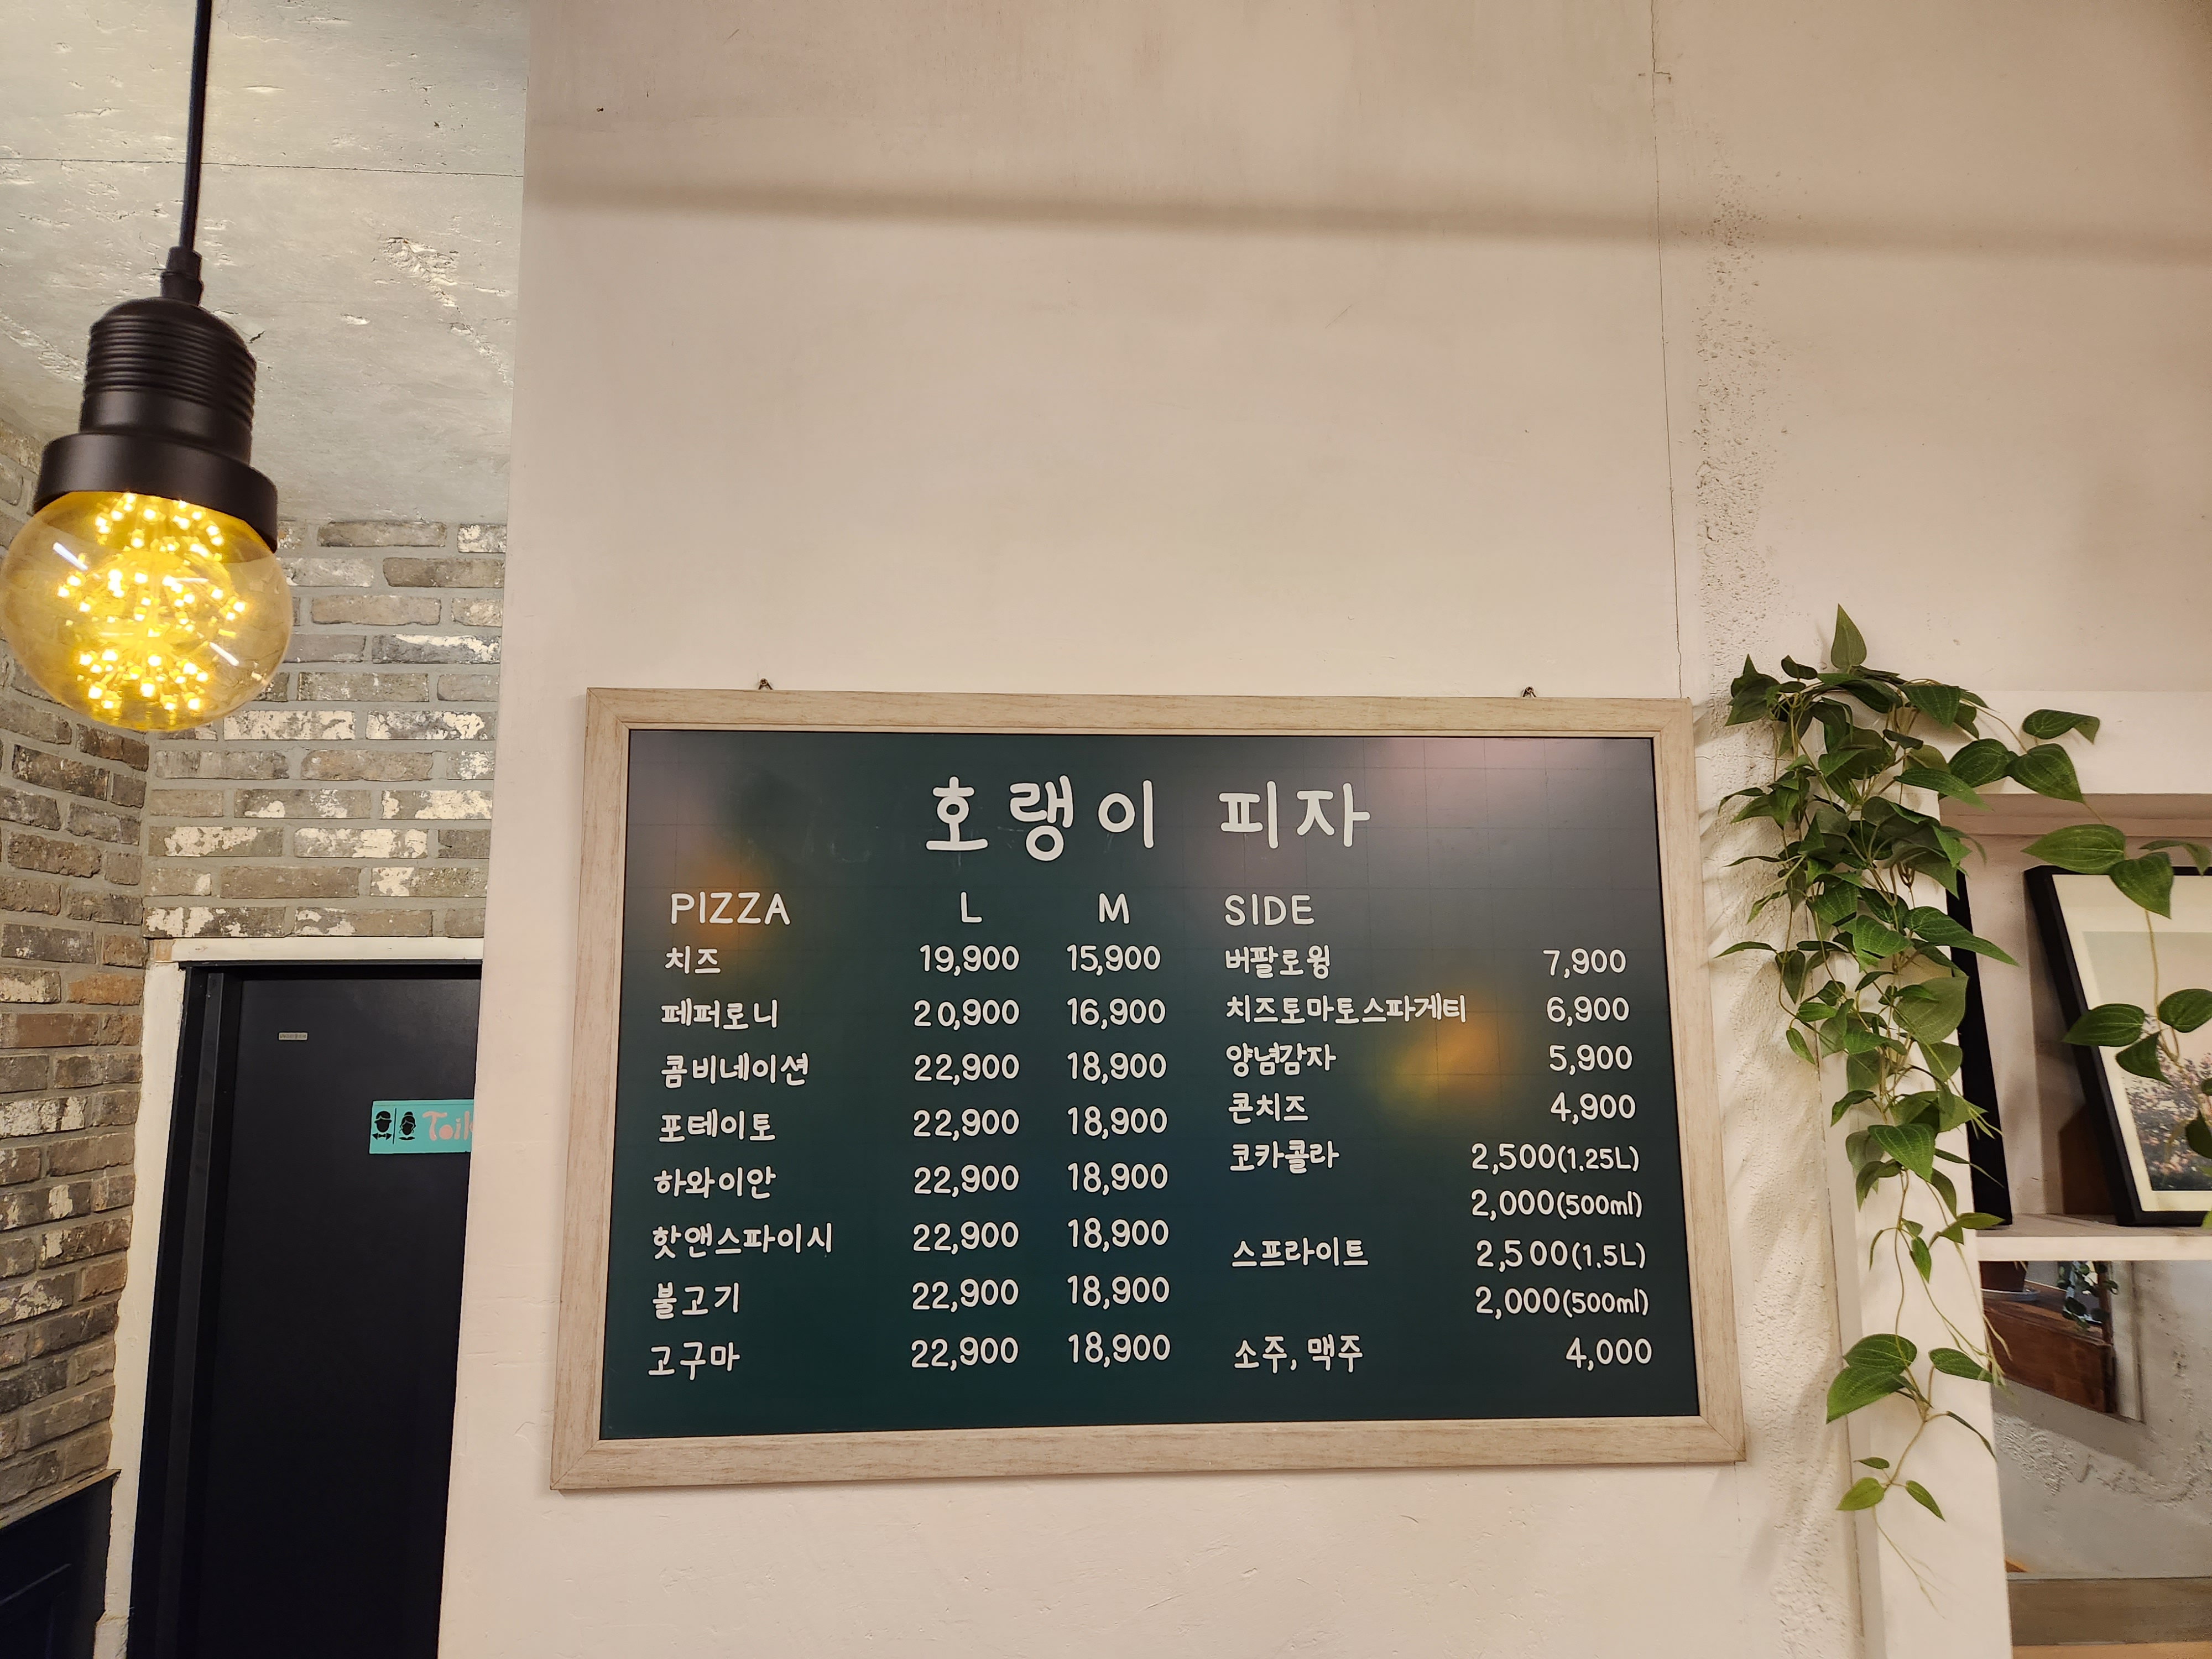 호랭이 피자
PIZZA L M
치즈 19,900 15,900
페퍼로니 20,900 16,900
콤비네이션 22,900 18,900
포테이토 22,900 18,900
하와이안 22,900 18,900
핫앤스파이시 22,900 18,900
불고기 22,900 18,900
고구마 22,900 18,900
SIDE
버팔로윙 7,900
치즈토마토스파게티 6,900
양념감자 5,900
콘치즈 4,900
코카콜라 2,500(1.25L)
2,000(500ml)
스프라이트 2,500(1.5L)
2,000(500ml)
소주, 맥주 4,000